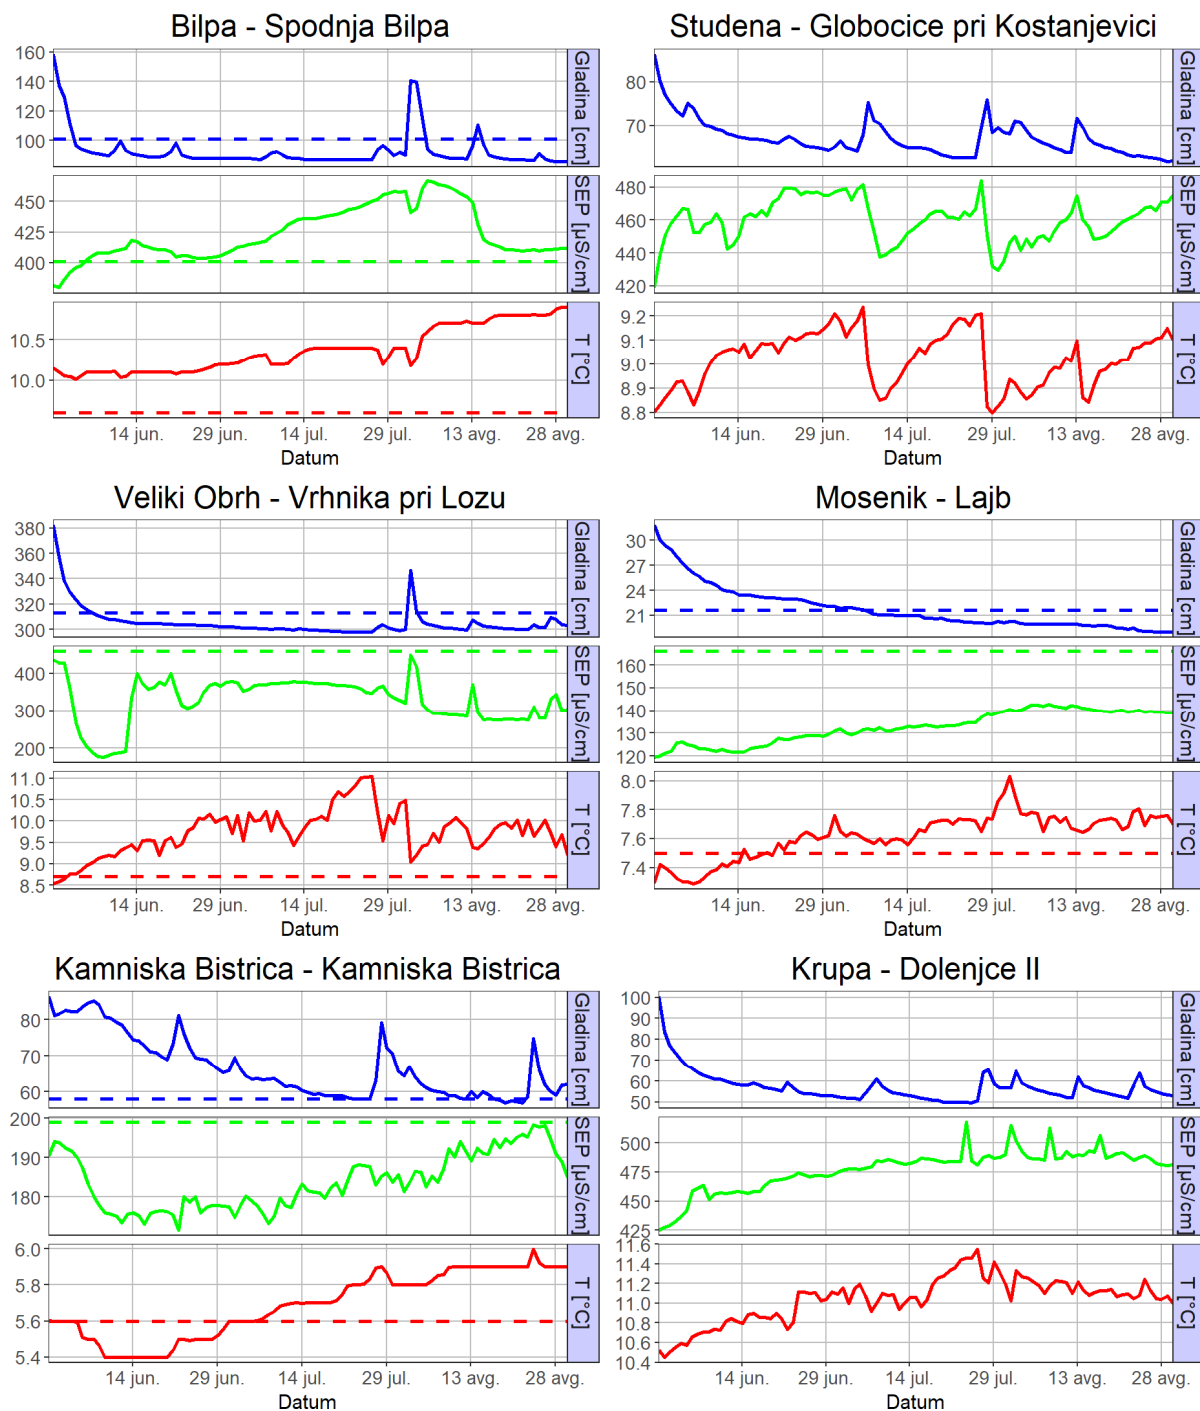 Bilpa - Spodnja Bilpa
160
140
120
100
Gladina [cm]
450
425
400
SEP [µS/cm]
10.5
10.0
T [°C]
14 jun. 29 jun. 14 jul. 29 jul. 13 avg. 28 avg.
Datum
Studena - Globocice pri Kostanjevici
80
70
Gladina [cm]
480
460
440
420
SEP [µS/cm]
9.2
9.1
9.0
8.9
8.8
T [°C]
14 jun. 29 jun. 14 jul. 29 jul. 13 avg. 28 avg.
Datum
Veliki Obrh - Vrhnika pri Lozu
380
360
340
320
300
Gladina [cm]
400
300
200
SEP [µS/cm]
11.0
10.5
10.0
9.5
9.0
8.5
T [°C]
14 jun. 29 jun. 14 jul. 29 jul. 13 avg. 28 avg.
Datum
Mosenik - Lajb
30
27
24
21
Gladina [cm]
160
150
140
130
120
SEP [µS/cm]
8.0
7.8
7.6
7.4
T [°C]
14 jun. 29 jun. 14 jul. 29 jul. 13 avg. 28 avg.
Datum
Kamniska Bistrica - Kamniska Bistrica
80
70
60
Gladina [cm]
200
190
180
SEP [µS/cm]
6.0
5.8
5.6
5.4
T [°C]
14 jun. 29 jun. 14 jul. 29 jul. 13 avg. 28 avg.
Datum
Krupa - Dolenjce II
100
90
80
70
60
50
Gladina [cm]
500
475
450
425
SEP [µS/cm]
11.6
11.4
11.2
11.0
10.8
10.6
10.4
T [°C]
14 jun. 29 jun. 14 jul. 29 jul. 13 avg. 28 avg.
Datum